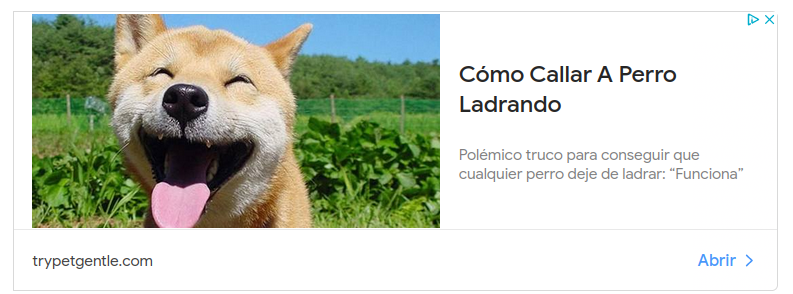 Cómo Callar A Perro
Ladrando
Polémico truco para conseguir que
cualquier perro deje de ladrar: “Funciona”
trypetgentle.com
Abrir